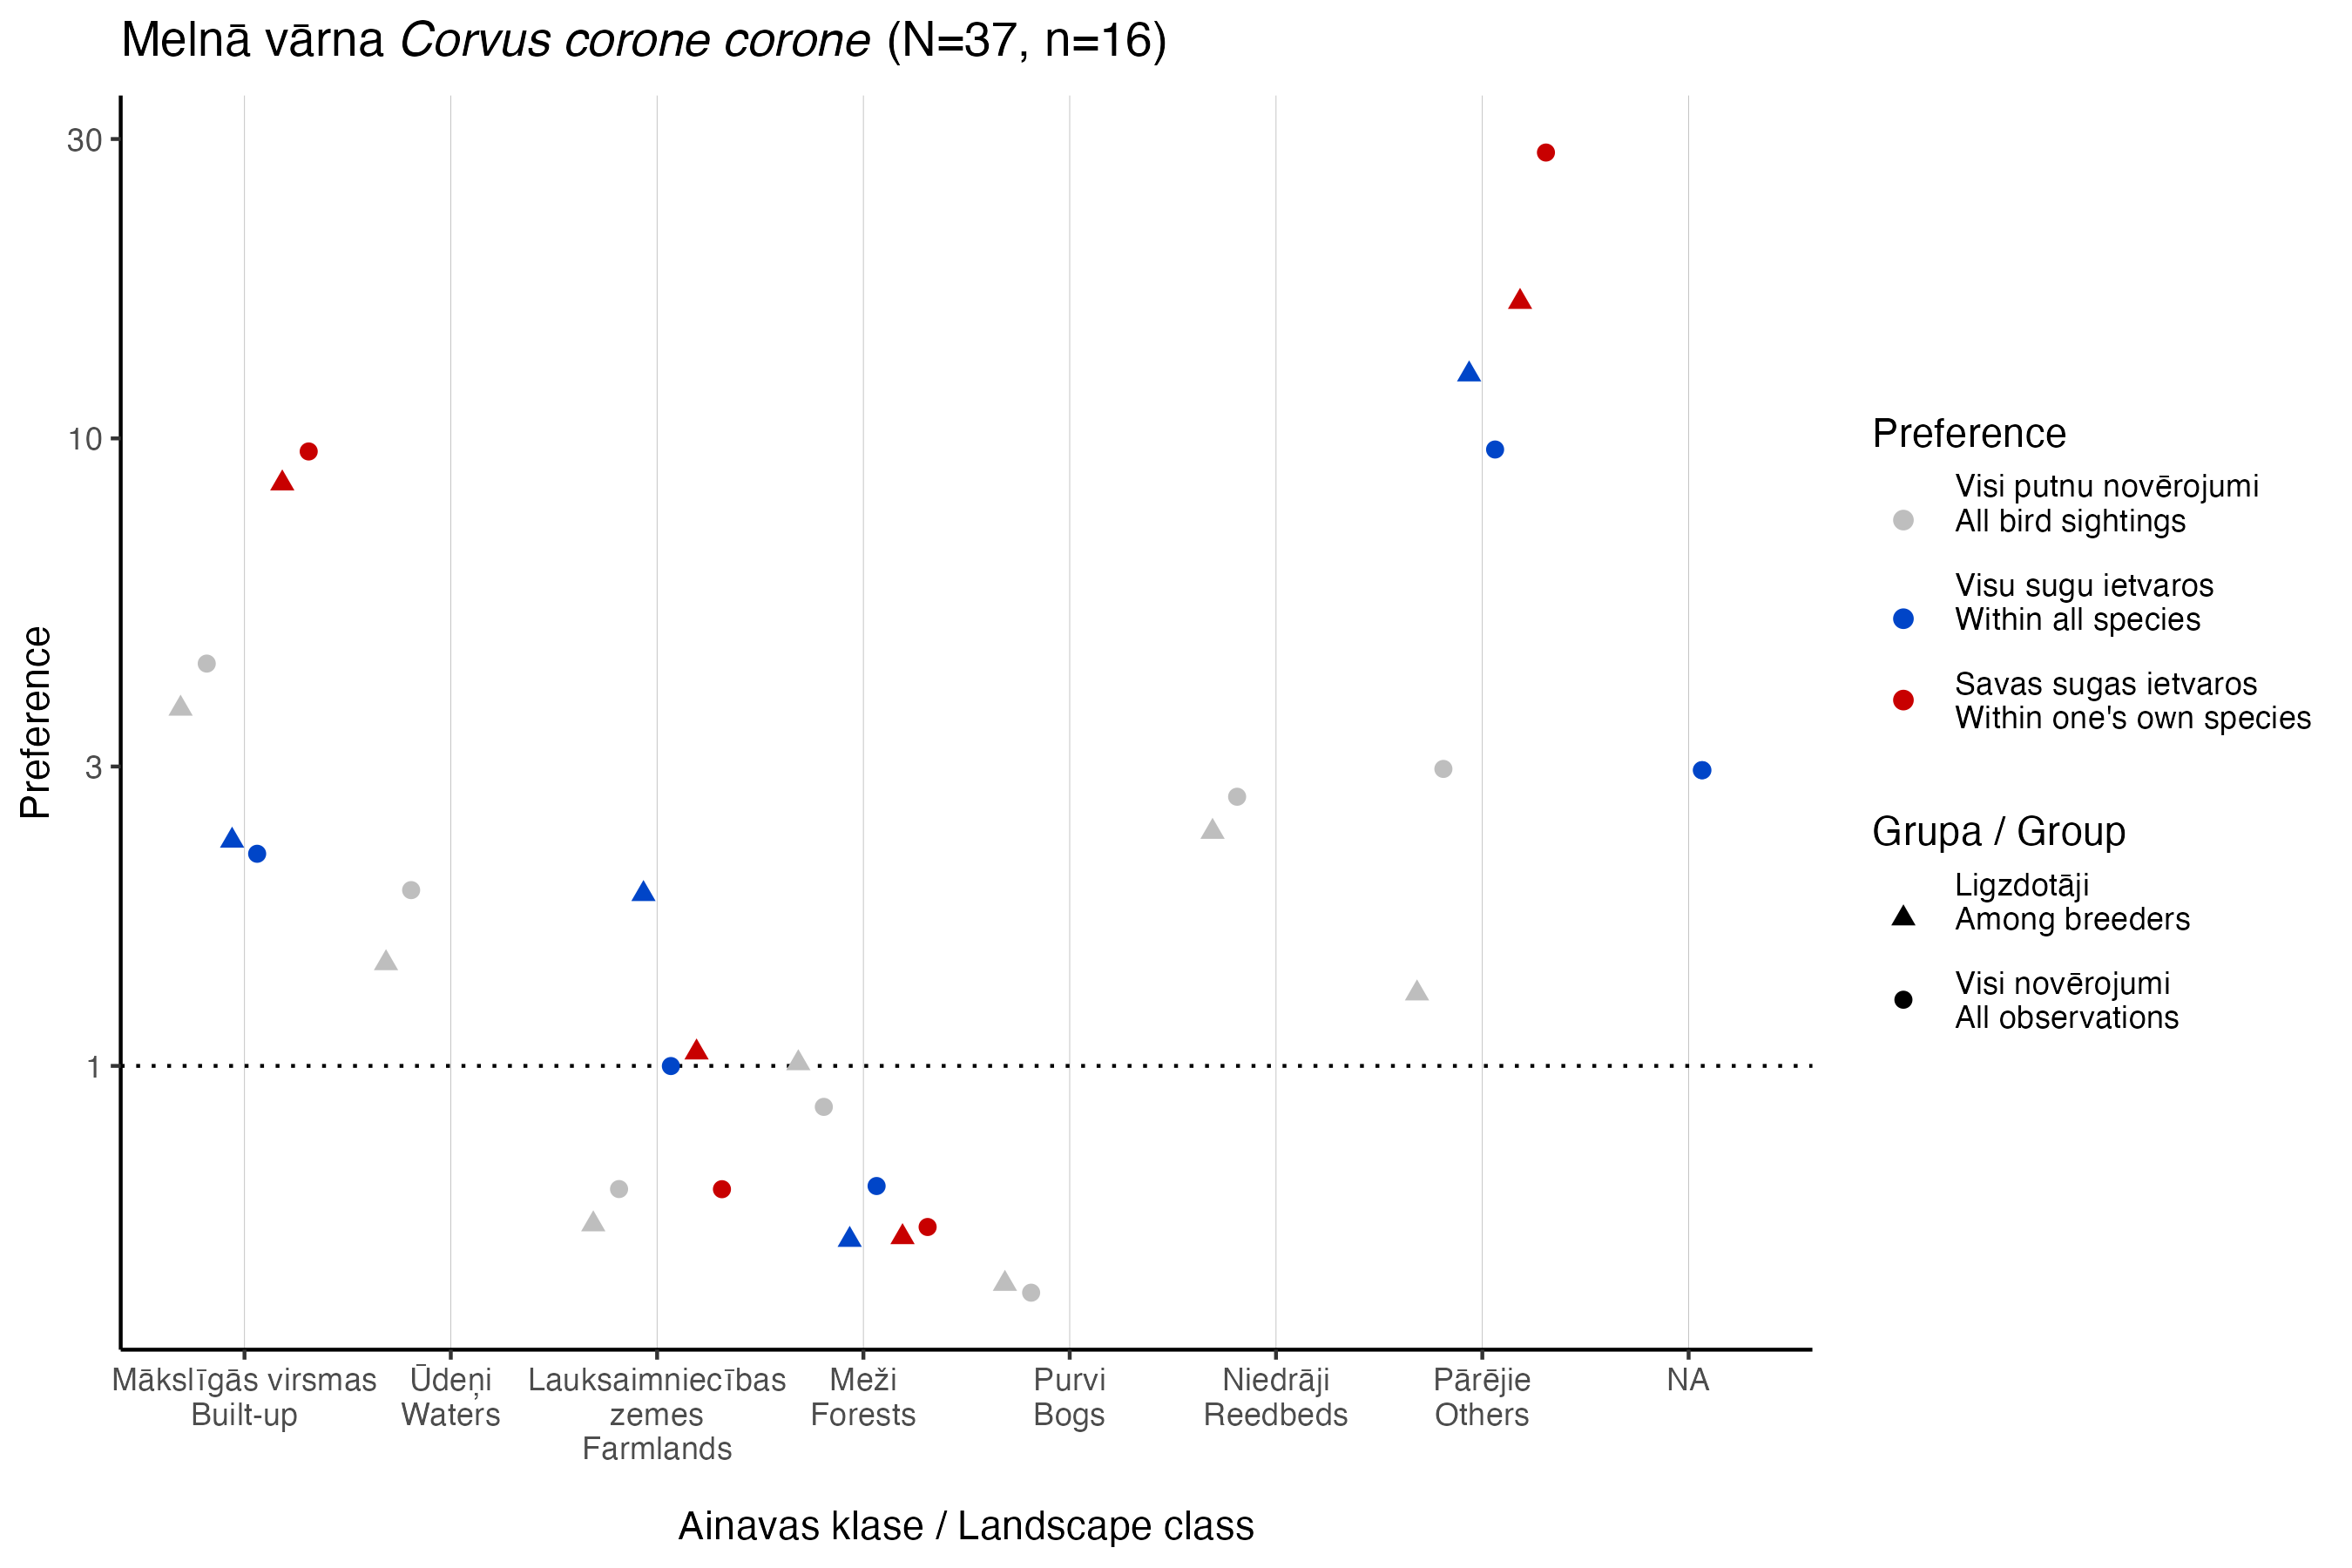 Melnā vārna Corvus corone corone (N=37, n=16)
Preference
30
10
3
1
Mākslīgās virsmas
Built-up
Ūdeņi
Waters
Lauksaimniecības
zemes
Farmlands
Meži
Forests
Purvi
Bogs
Niedrāji
Reedbeds
Pārējie
Others
NA
Ainavas klase / Landscape class
Preference
Visi putnu novērojumi
All bird sightings
Visu sugu ietvaros
Within all species
Savas sugas ietvaros
Within one's own species
Grupa / Group
Ligzdotāji
Among breeders
Visi novērojumi
All observations